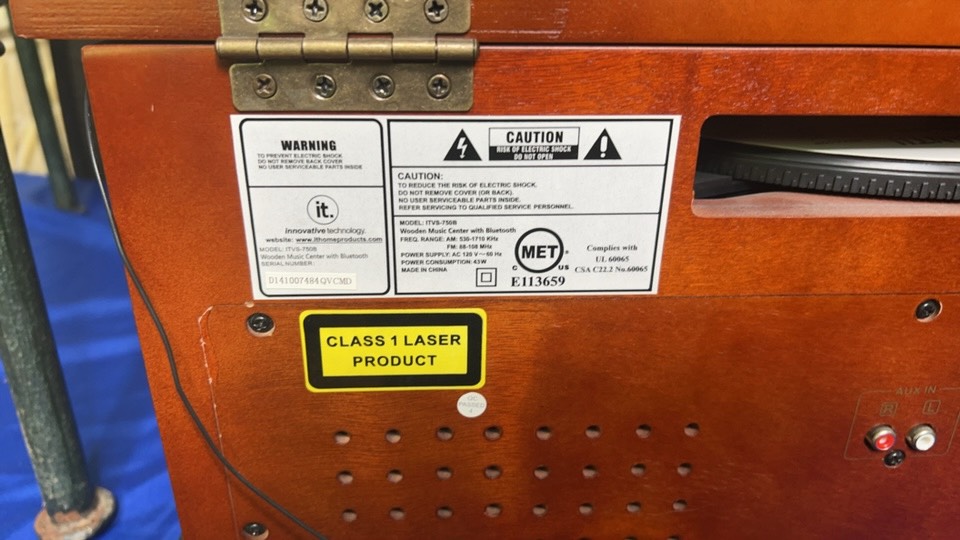 WARNING
TO PREVENT ELECTRIC SHOCK
DO NOT REMOVE BACK COVER
NO USER SERVICEABLE PARTS INSIDE
it.
innovative technology.
website: www.ithomeproducts.com
MODEL: ITVS-750B
Wooden Music Center with Bluetooth
SERIAL NUMBER:
D141007484QVCMD
CAUTION
RISK OF ELECTRIC SHOCK
DO NOT OPEN
CAUTION:
TO REDUCE THE RISK OF ELECTRIC SHOCK,
DO NOT REMOVE COVER (OR BACK).
NO USER SERVICEABLE PARTS INSIDE.
REFER SERVICING TO QUALIFIED SERVICE PERSONNEL.
MODEL: ITVS-750B
Wooden Music Center with Bluetooth
FREQ. RANGE: AM: 530-1710 KHz
FM: 88-108 MHz
POWER SUPPLY: AC 120 V ~ 60 Hz
POWER CONSUMPTION: 43W
MADE IN CHINA
MET®
C US
E113659
Complies with
UL 60065
CSA C22.2 No.60065
CLASS 1 LASER
PRODUCT
QC
PASSED
AUX IN
R L